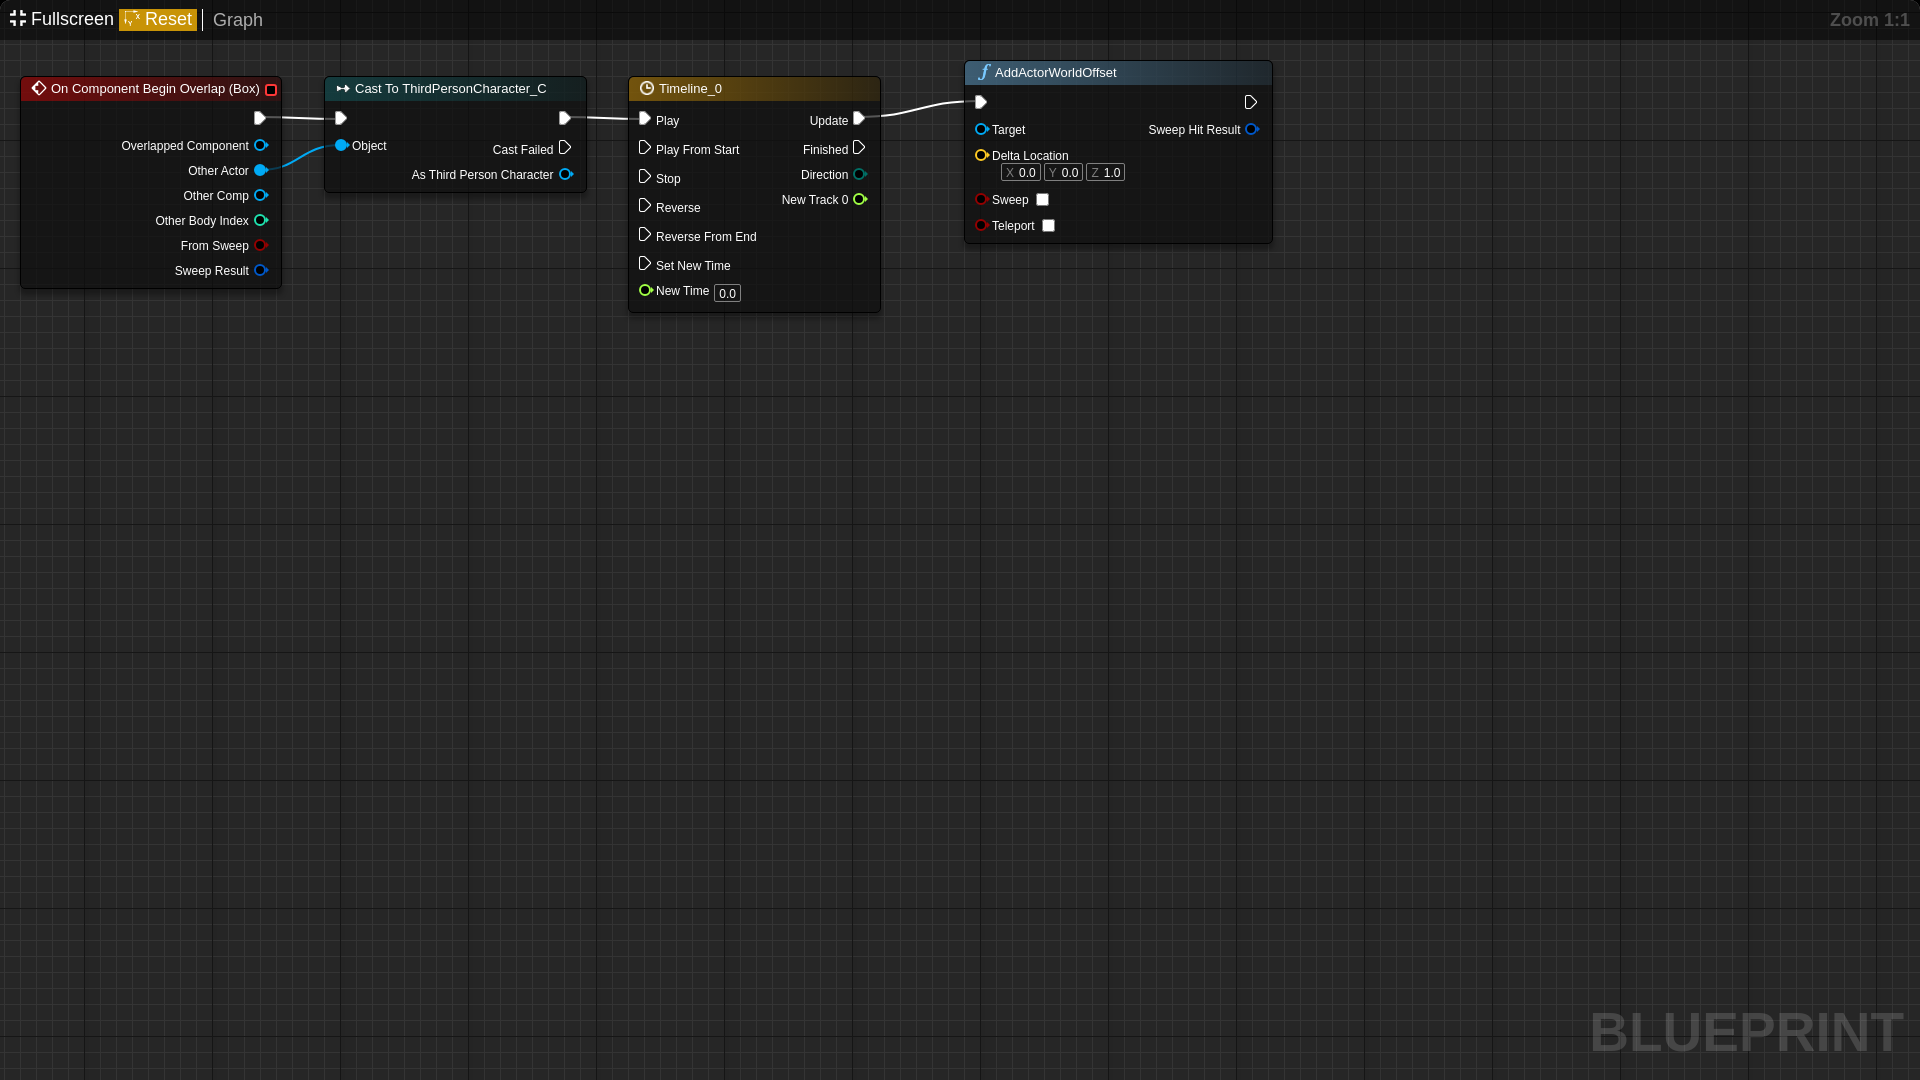 Fullscreen Reset Graph Zoom 1:1
On Component Begin Overlap (Box)
Overlapped Component
Other Actor
Other Comp
Other Body Index
From Sweep
Sweep Result
Cast To ThirdPersonCharacter_C
Object
Cast Failed
As Third Person Character
Timeline_0
Play Update
Play From Start Finished
Stop Direction
Reverse New Track 0
Reverse From End
Set New Time
New Time 0.0
AddActorWorldOffset
Target Sweep Hit Result
Delta Location
X 0.0 Y 0.0 Z 1.0
Sweep
Teleport
BLUEPRINT